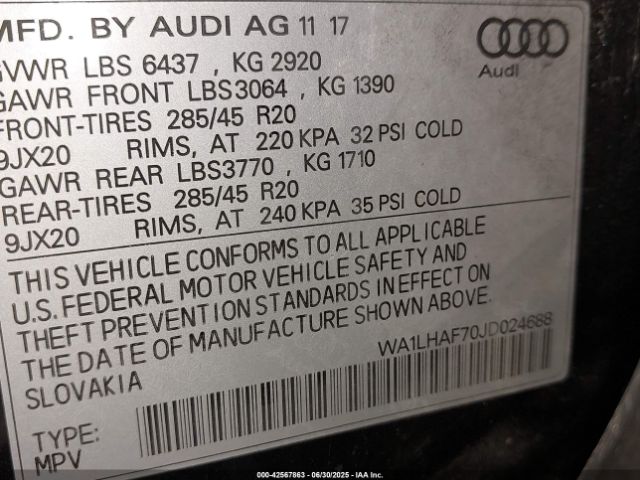 MFD. BY AUDI AG 11 17
GVWR LBS 6437 , KG 2920
GAWR FRONT LBS3064 , KG 1390
FRONT-TIRES 285/45 R20
9JX20 RIMS, AT 220 KPA 32 PSI COLD
GAWR REAR LBS3770 , KG 1710
REAR-TIRES 285/45 R20
9JX20 RIMS, AT 240 KPA 35 PSI COLD
THIS VEHICLE CONFORMS TO ALL APPLICABLE
U.S. FEDERAL MOTOR VEHICLE SAFETY AND
THEFT PREVENTION STANDARDS IN EFFECT ON
THE DATE OF MANUFACTURE SHOWN ABOVE.
SLOVAKIA
WA1LHAF70JD024688
TYPE:
MPV
Audi
000-42567863 - 06/30/2025 - IAA Inc.